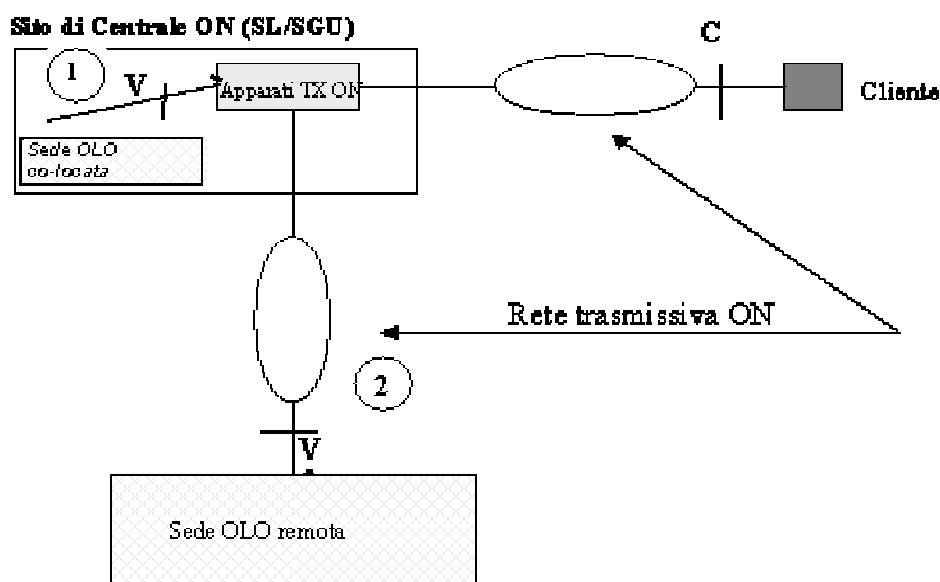 Sito di Centrale ON (SL/SGU)
C
1
V
Apparati TX ON
Cliente
Sede OLO
co-locata
Rete trasmissiva ON
2
V
Sede OLO remota